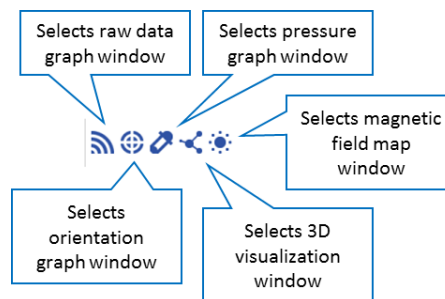 Selects raw data
graph window
Selects pressure
graph window
Selects magnetic
field map
window
Selects
orientation
graph window
Selects 3D
visualization
window